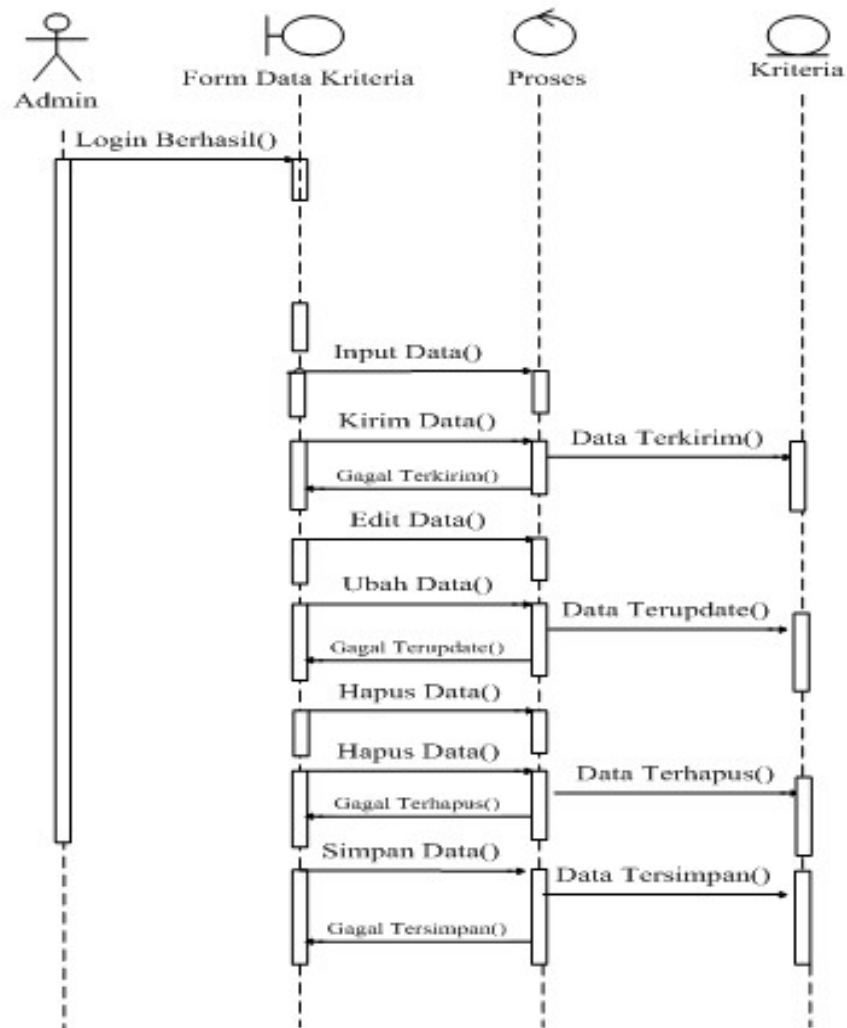 Admin
Form Data Kriteria
Proses
Kriteria
Login Berhasil()
Input Data()
Kirim Data()
Data Terkirim()
Gagal Terkirim()
Edit Data()
Ubah Data()
Data Terupdate()
Gagal Terupdate()
Hapus Data()
Hapus Data()
Data Terhapus()
Gagal Terhapus()
Simpan Data()
Data Tersimpan()
Gagal Tersimpan()